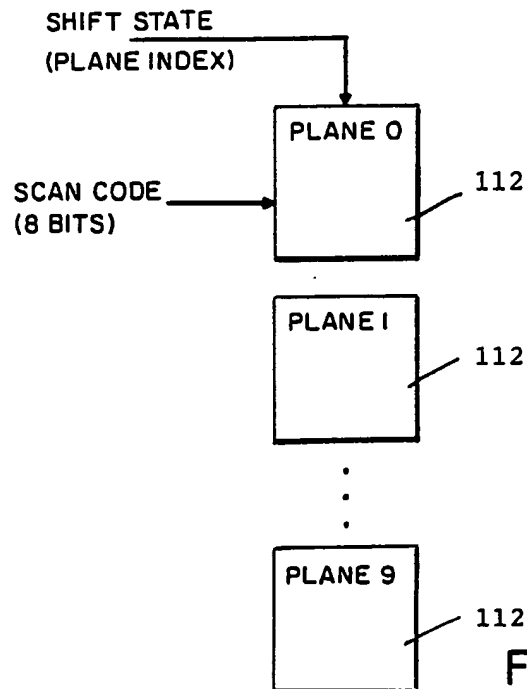 SHIFT STATE
(PLANE INDEX)
PLANE 0
112
SCAN CODE
(8 BITS)
PLANE 1
112
PLANE 9
112
F